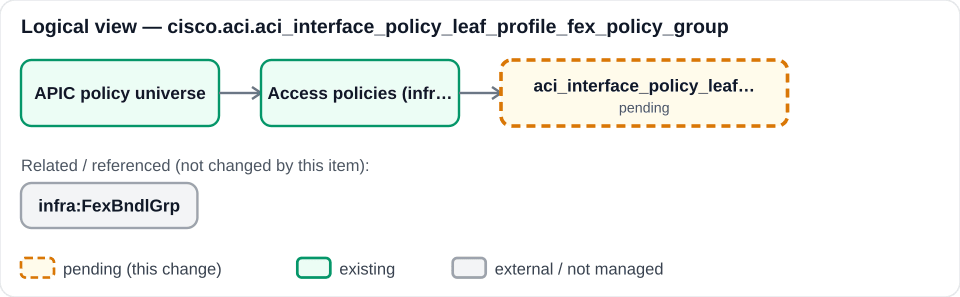 Logical view — cisco.aci.aci_interface_policy_leaf_profile_fex_policy_group
APIC policy universe
Access policies (infr…
aci_interface_policy_leaf…
pending
Related / referenced (not changed by this item):
infra:FexBndlGrp
pending (this change)
existing
external / not managed